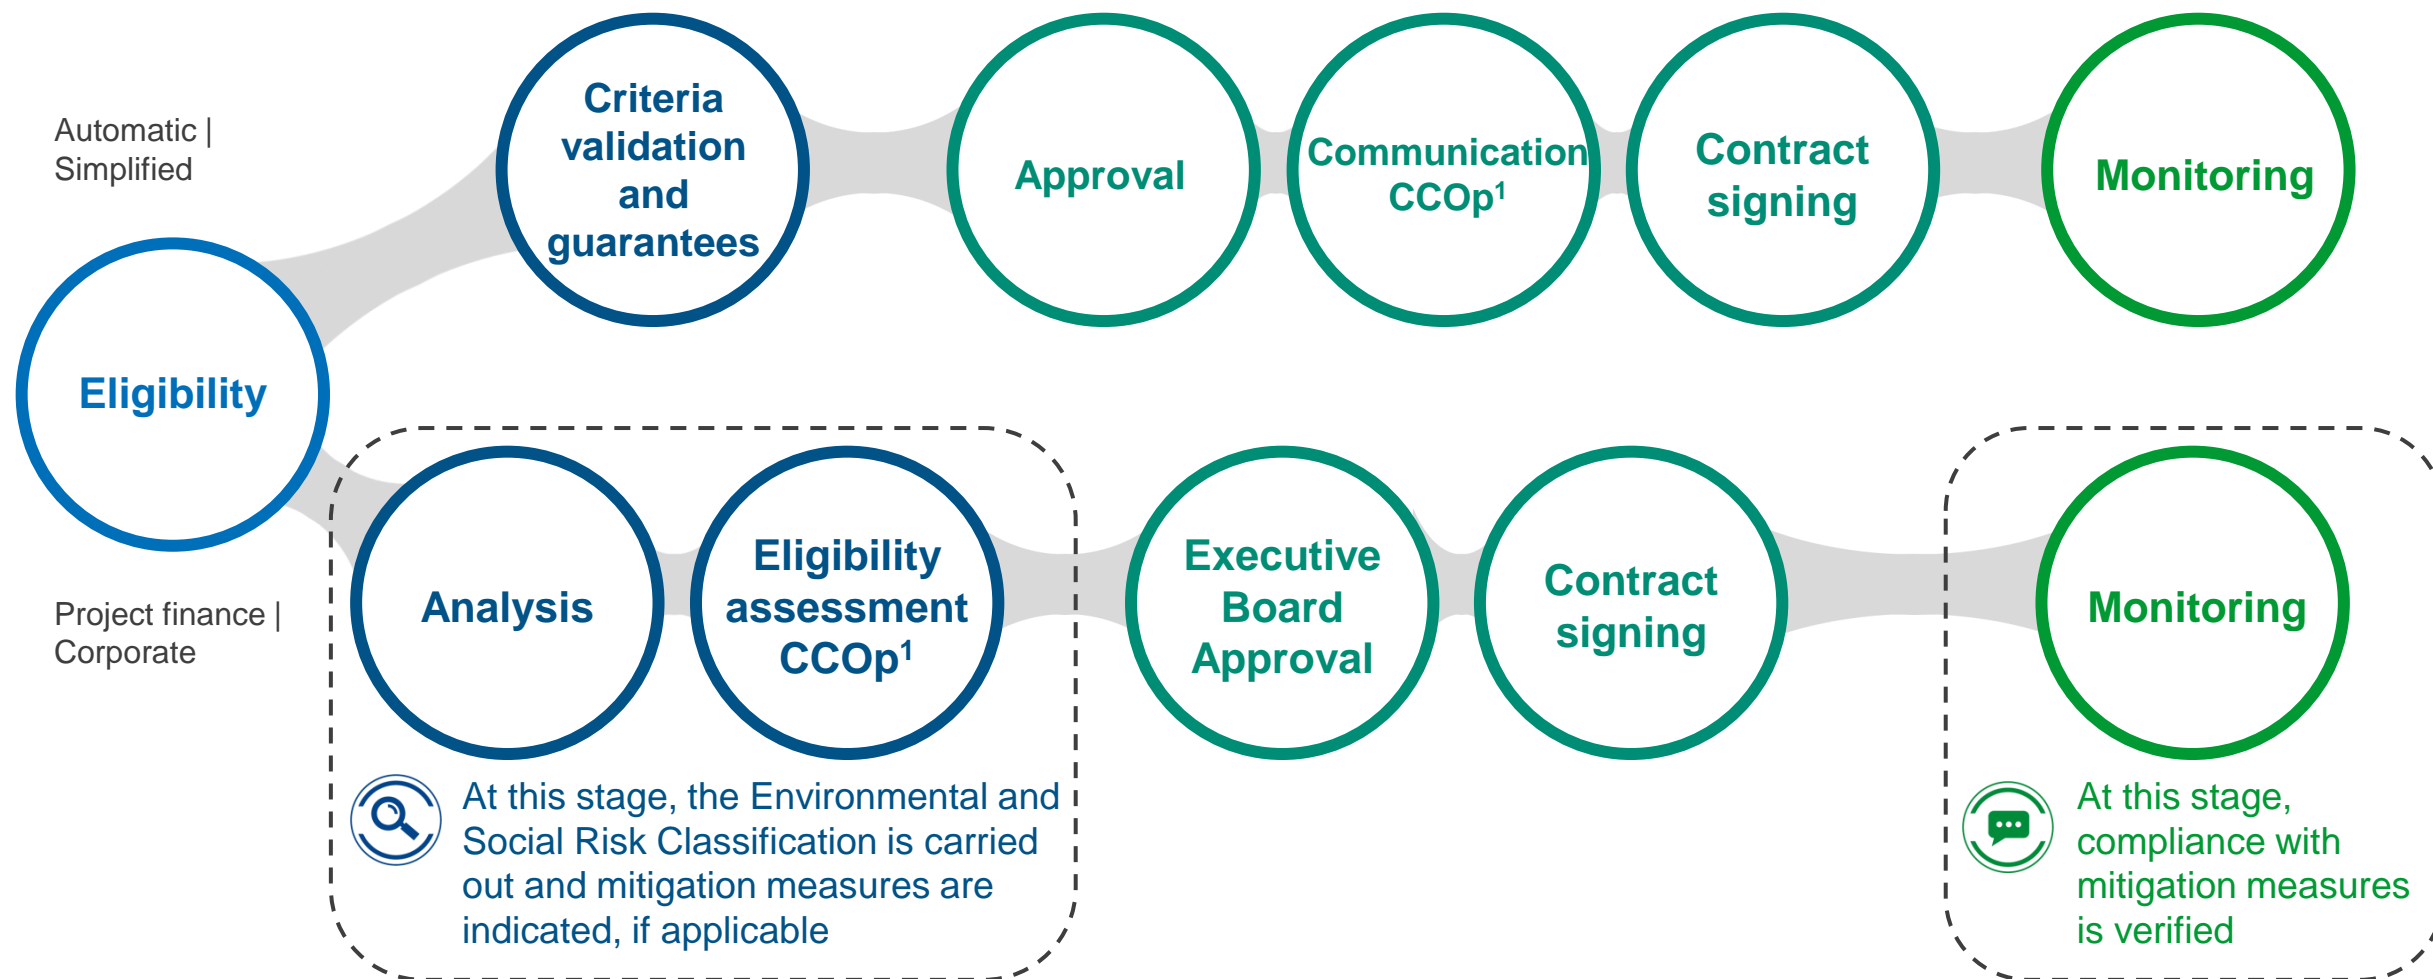 Automatic |
Simplified
Eligibility
Criteria
validation
and
guarantees
Approval
Communication
CCOp¹
Contract
signing
Monitoring
Project finance |
Corporate
Analysis
Eligibility
assessment
CCOp¹
Executive
Board
Approval
Contract
signing
Monitoring
At this stage, the Environmental and
Social Risk Classification is carried
out and mitigation measures are
indicated, if applicable
At this stage,
compliance with
mitigation measures
is verified